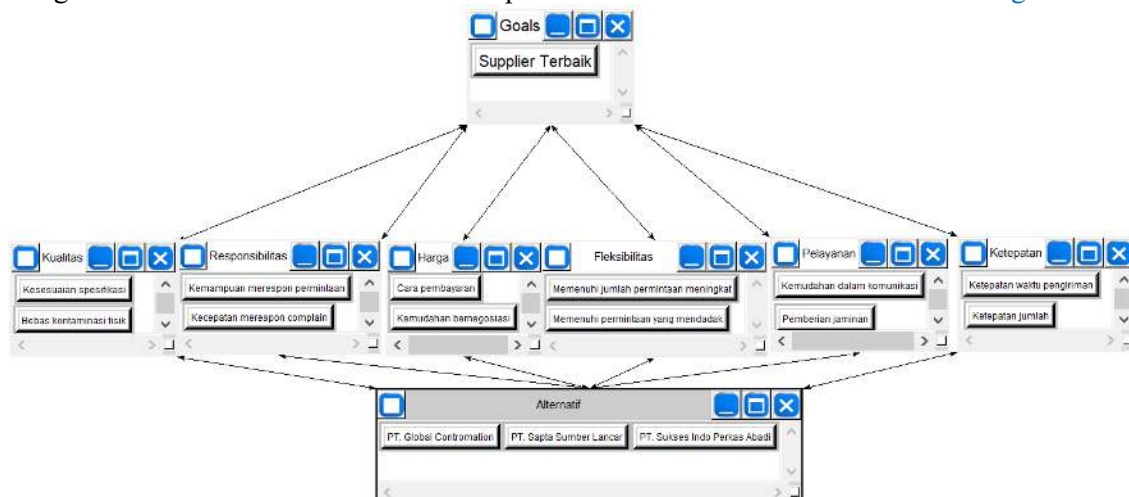 Goals
Supplier Terbaik
Kualitas
Kesesuaian spesifikasi
Bebas kontaminasi fisik
Responsibilitas
Kemampuan merespon permintaan
Kecepatan merespon complain
Harga
Cara pembayaran
Kemudahan bernegosiasi
Fleksibilitas
Memenuhi jumlah permintaan meningkat
Memenuhi permintaan yang mendadak
Pelayanan
Kemudahan dalam komunikasi
Pemberian jaminan
Ketepatan
Ketepatan waktu pengiriman
Ketepatan jumlah
Alternatif
PT. Global Contromation
PT. Sapta Sumber Lancar
PT. Sukses Indo Perkas Abadi